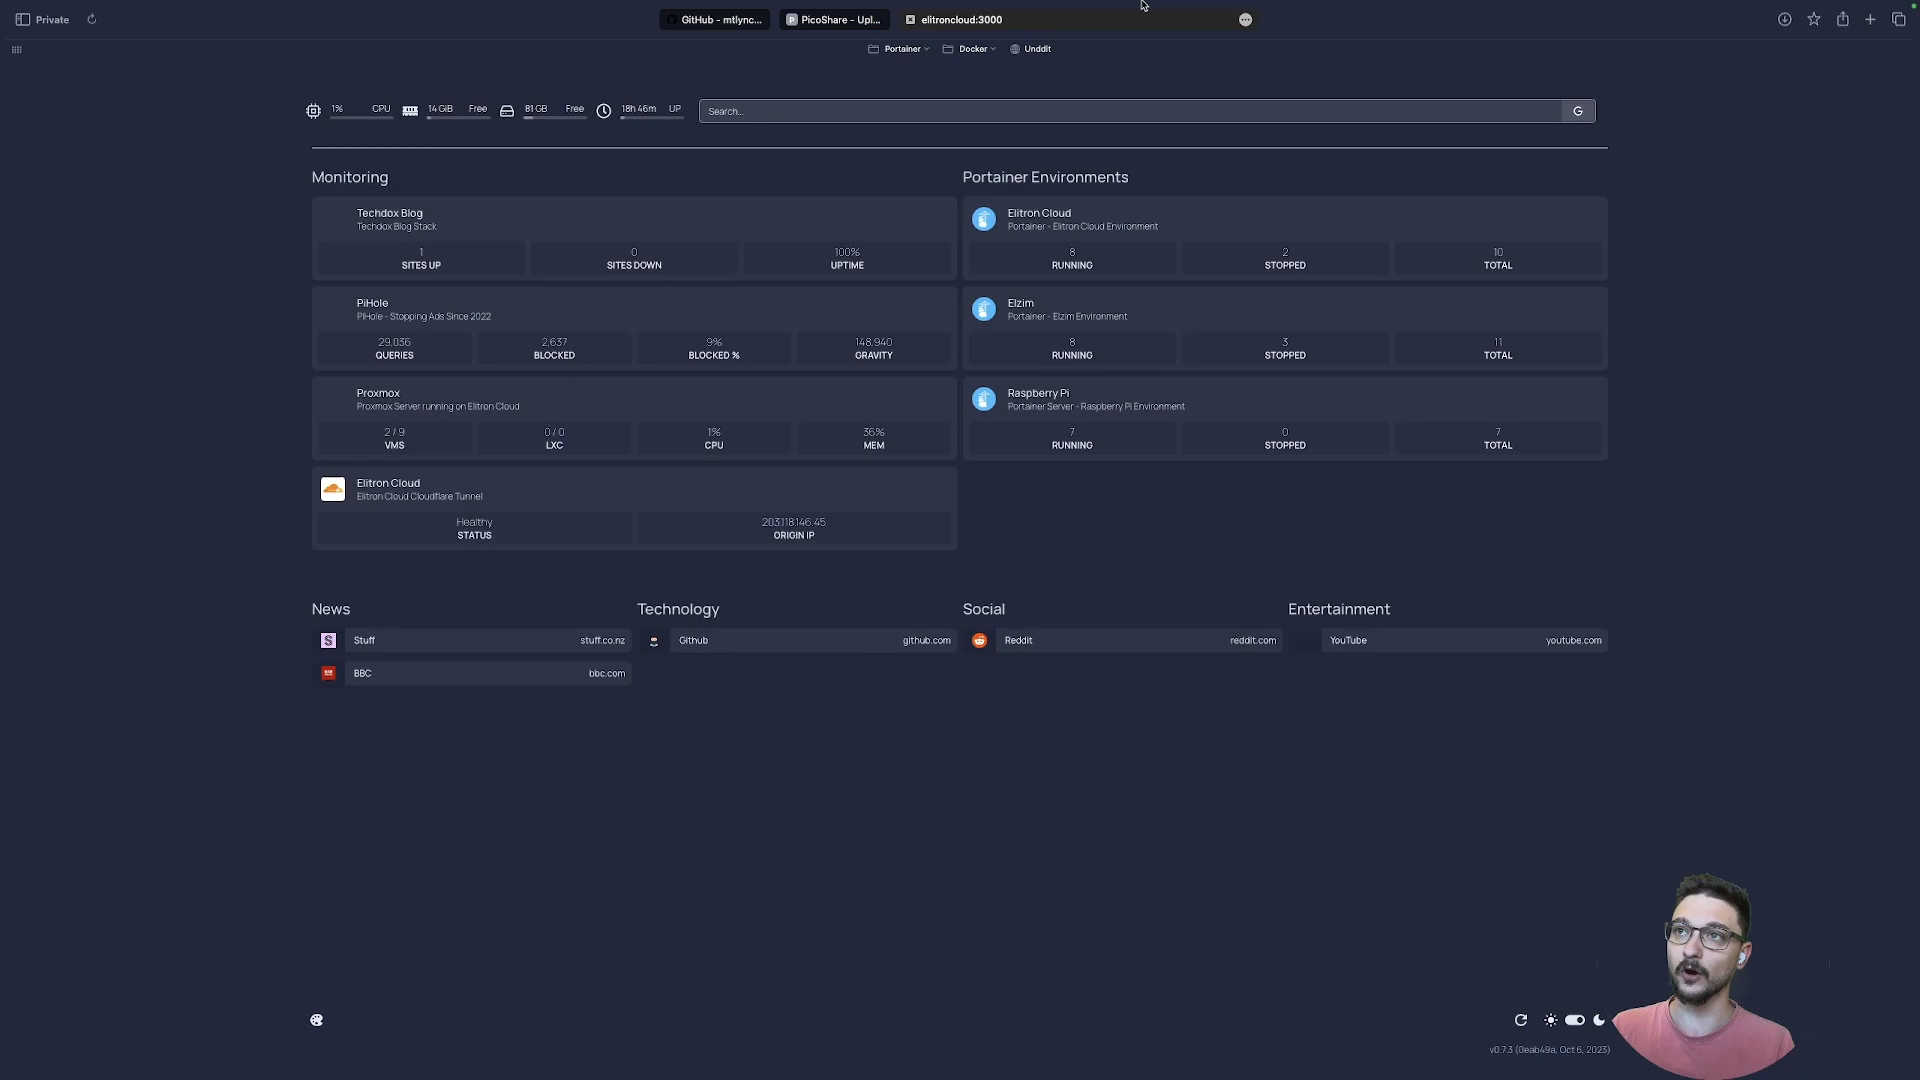 Private
GitHub - mtlync...
PicoShare - Upl...
elitroncloud:3000
Portainer
Docker
Unddit
1% CPU
14 GiB Free
81 GB Free
18h 46m UP
Search...
G
Monitoring
Techdox Blog
Techdox Blog Stack
1
SITES UP
0
SITES DOWN
100%
UPTIME
PiHole
PiHole - Stopping Ads Since 2022
29,036
QUERIES
2,637
BLOCKED
9%
BLOCKED %
148,940
GRAVITY
Proxmox
Proxmox Server running on Elitron Cloud
2 / 9
VMS
0 / 0
LXC
1%
CPU
36%
MEM
Elitron Cloud
Elitron Cloud Cloudflare Tunnel
Healthy
STATUS
203.118.146.45
ORIGIN IP
Portainer Environments
Elitron Cloud
Portainer - Elitron Cloud Environment
8
RUNNING
2
STOPPED
10
TOTAL
Elzim
Portainer - Elzim Environment
8
RUNNING
3
STOPPED
11
TOTAL
Raspberry Pi
Portainer Server - Raspberry Pi Environment
7
RUNNING
0
STOPPED
7
TOTAL
News
S Stuff stuff.co.nz
BBC bbc.com
Technology
Github github.com
Social
Reddit reddit.com
Entertainment
YouTube youtube.com
v0.7.3 (0eab49a, Oct 6, 2023)